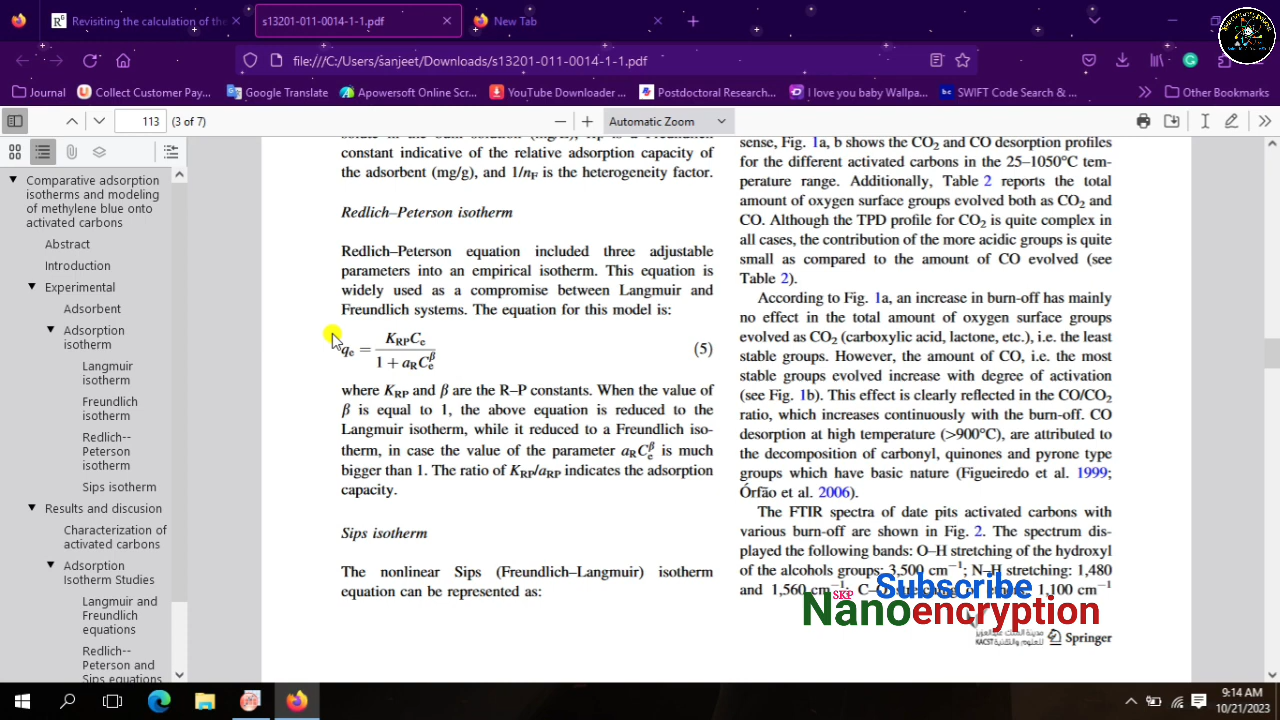 Revisiting the calculation of the
s13201-011-0014-1-1.pdf
New Tab
file:///C:/Users/sanjeet/Downloads/s13201-011-0014-1-1.pdf
Journal
Collect Customer Pay...
Google Translate
Apowersoft Online Scr...
YouTube Downloader ...
Postdoctoral Research...
I love you baby Wallpa...
SWIFT Code Search & ...
Other Bookmarks
113 (3 of 7)
Automatic Zoom
Comparative adsorption
isotherms and modeling
of methylene blue onto
activated carbons
Abstract
Introduction
Experimental
Adsorbent
Adsorption
isotherm
Langmuir
isotherm
Freundlich
isotherm
Redlich--
Peterson
isotherm
Sips isotherm
Results and discussion
Characterization of
activated carbons
Adsorption
Isotherm Studies
Langmuir and
Freundlich
equations
Redlich--
Peterson and
Sips equations
constant indicative of the relative adsorption capacity of
the adsorbent (mg/g), and 1/nF is the heterogeneity factor.
Redlich–Peterson isotherm
Redlich–Peterson equation included three adjustable
parameters into an empirical isotherm. This equation is
widely used as a compromise between Langmuir and
Freundlich systems. The equation for this model is:
qe = KRPCe / 1 + aRCeβ (5)
where KRP and β are the R–P constants. When the value of
β is equal to 1, the above equation is reduced to the
Langmuir isotherm, while it reduced to a Freundlich iso-
therm, in case the value of the parameter aRCeβ is much
bigger than 1. The ratio of KRP/aRP indicates the adsorption
capacity.
Sips isotherm
The nonlinear Sips (Freundlich–Langmuir) isotherm
equation can be represented as:
sense, Fig. 1a, b shows the CO2 and CO desorption profiles
for the different activated carbons in the 25–1050°C tem-
perature range. Additionally, Table 2 reports the total
amount of oxygen surface groups evolved both as CO2 and
CO. Although the TPD profile for CO2 is quite complex in
all cases, the contribution of the more acidic groups is quite
small as compared to the amount of CO evolved (see
Table 2).
According to Fig. 1a, an increase in burn-off has mainly
no effect in the total amount of oxygen surface groups
evolved as CO2 (carboxylic acid, lactone, etc.), i.e. the least
stable groups. However, the amount of CO, i.e. the most
stable groups evolved increase with degree of activation
(see Fig. 1b). This effect is clearly reflected in the CO/CO2
ratio, which increases continuously with the burn-off. CO
desorption at high temperature (>900°C), are attributed to
the decomposition of carbonyl, quinones and pyrone type
groups which have basic nature (Figueiredo et al. 1999;
Órfão et al. 2006).
The FTIR spectra of date pits activated carbons with
various burn-off are shown in Fig. 2. The spectrum dis-
played the following bands: O–H stretching of the hydroxyl
of the alcohols groups: 3,500 cm−1; N–H stretching: 1,480
and 1,560 cm−1; 1,100 cm−1
Subscribe
SKP
Nanoencryption
KACST
Springer
9:14 AM
10/21/2023